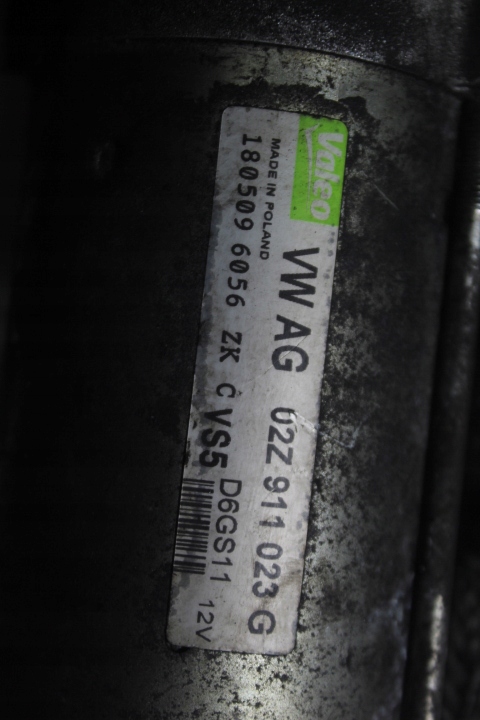 Valeo
VW AG 02Z 911 023 G
MADE IN POLAND
180509 6056 ZK C VS5 D6GS11 12V